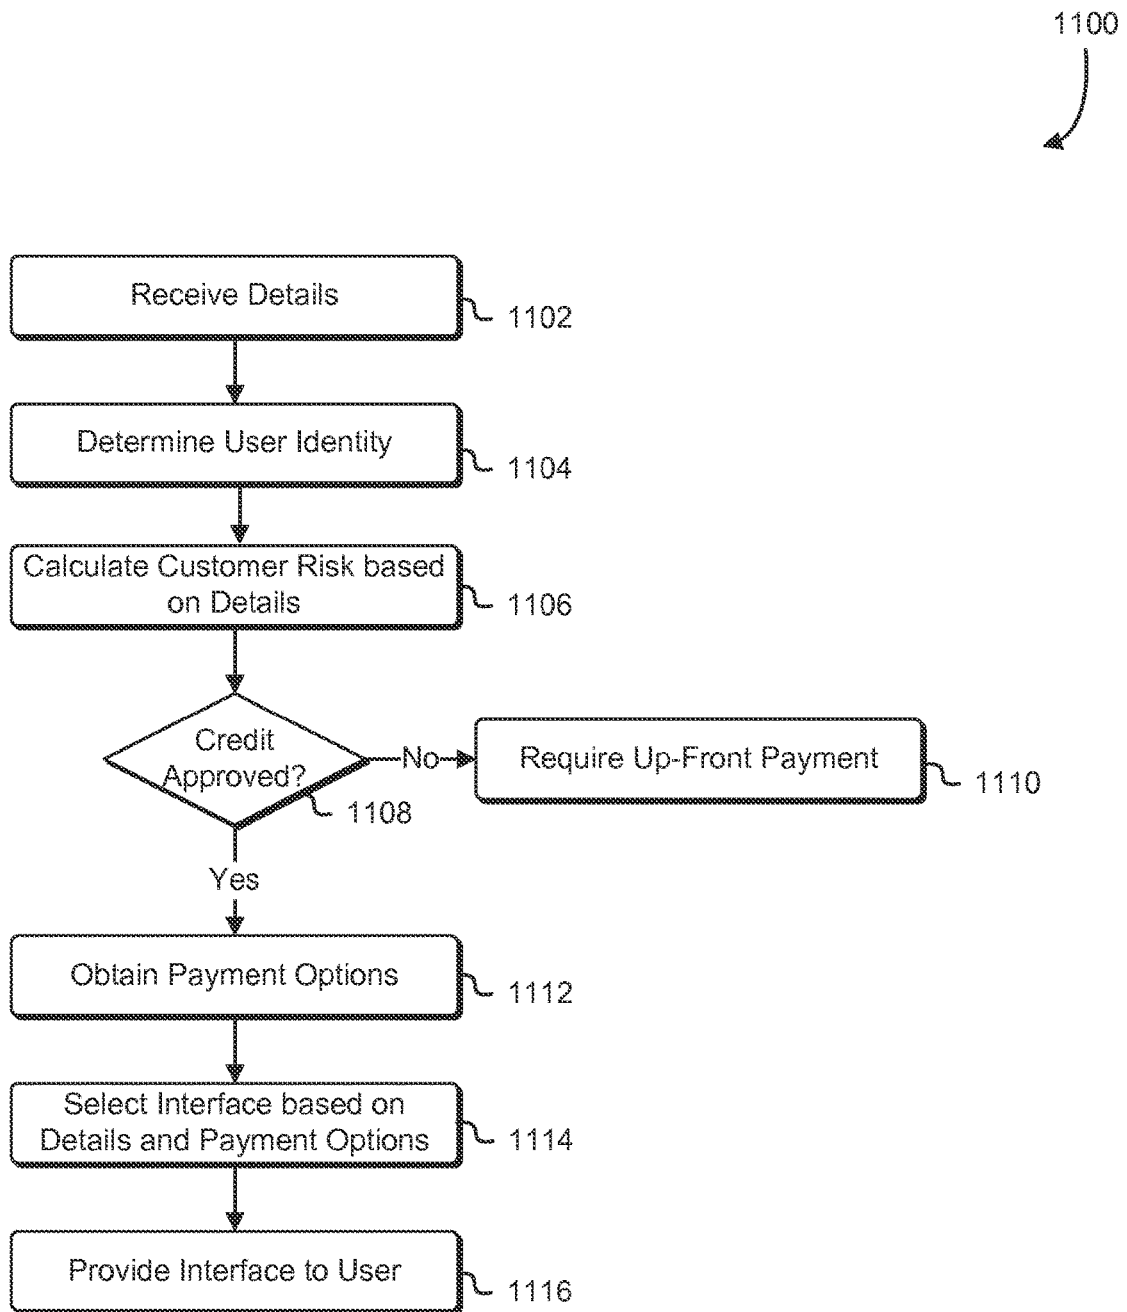 1100
Receive Details
1102
Determine User Identity
1104
Calculate Customer Risk based
on Details
1106
Credit
Approved?
1108
No
Require Up-Front Payment
1110
Yes
Obtain Payment Options
1112
Select Interface based on
Details and Payment Options
1114
Provide Interface to User
1116